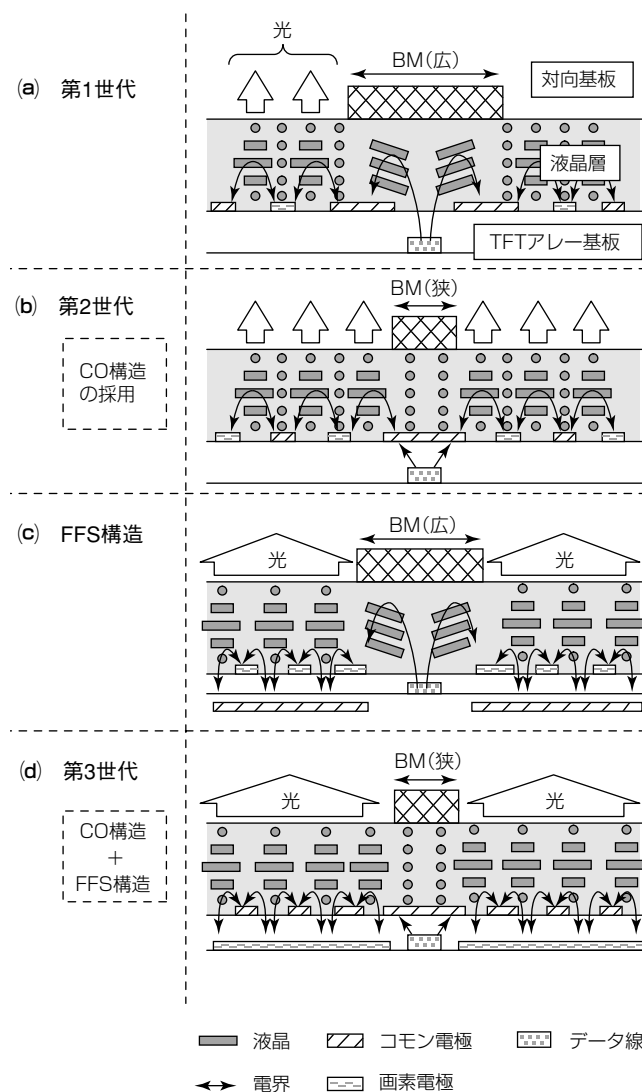 光
BM(広)
(a) 第1世代
対向基板
液晶層
TFTアレー基板
(b) 第2世代
BM(狭)
CO構造
の採用
(c) FFS構造
BM(広)
光
光
(d) 第3世代
BM(狭)
光
光
CO構造
+
FFS構造
液晶 コモン電極 データ線
電界 画素電極